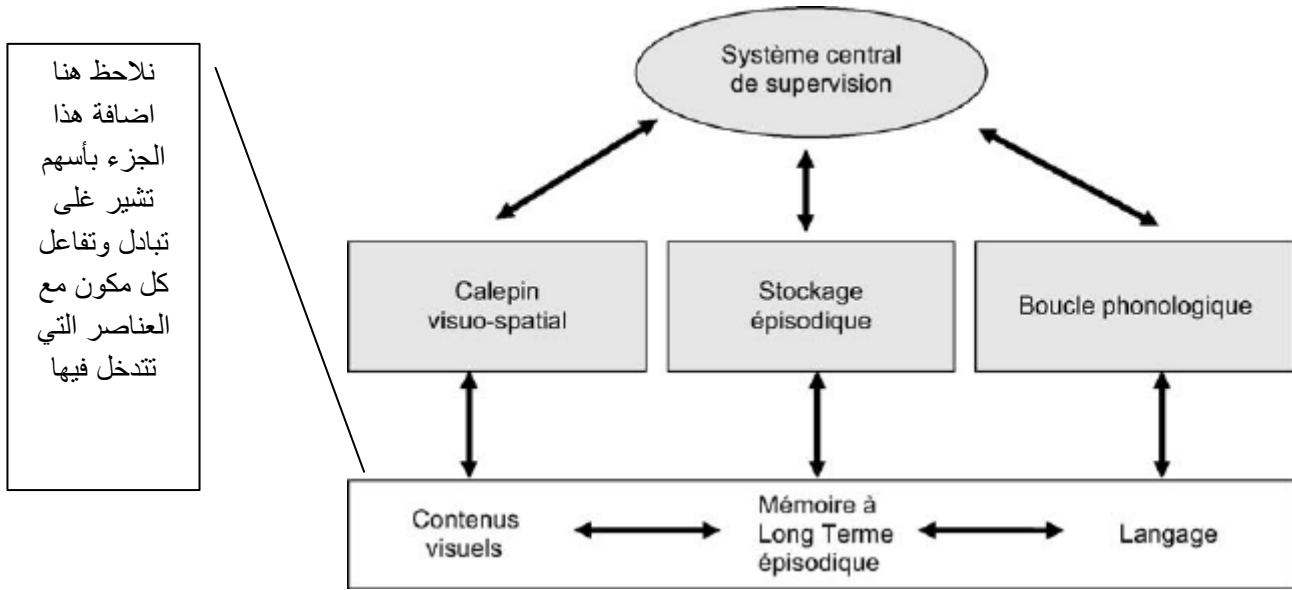 نلاحظ هنا
اضافة هذا
الجزء بأسهم
تشير غلى
تبادل وتفاعل
كل مكون مع
العناصر التي
تتدخل فيها
Système central
de supervision
Calepin
visuo-spatial
Stockage
épisodique
Boucle phonologique
Contenus
visuels
Mémoire à
Long Terme
épisodique
Langage